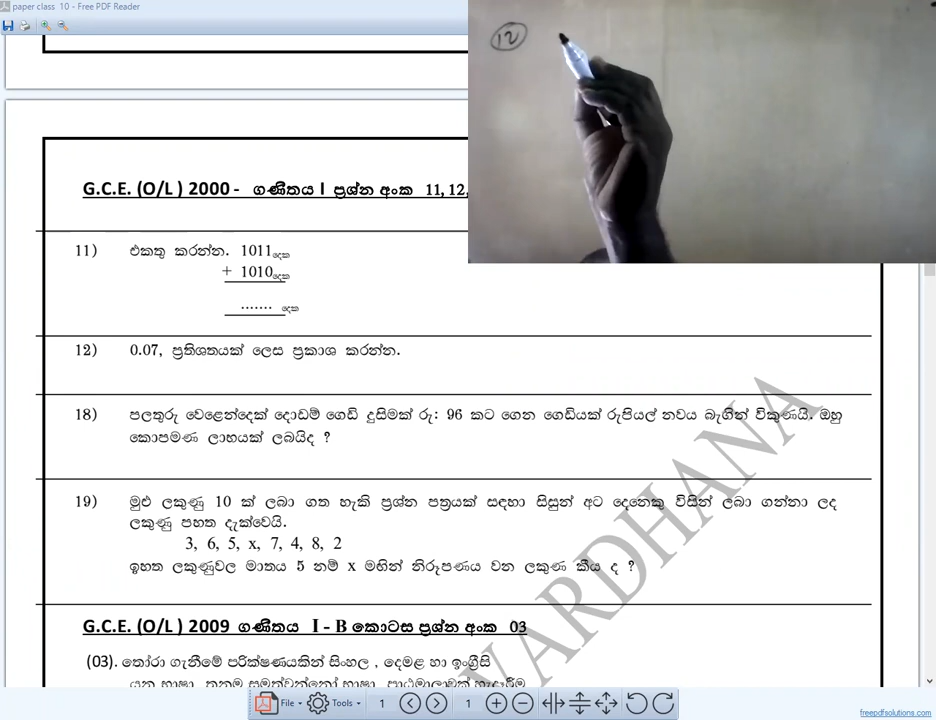 paper class 10 - Free PDF Reader
12
G.C.E. (O/L ) 2000 - ගණිතය I ප්‍රශ්න අංක 11, 12,
11) එකතු කරන්න. 1011දෙක
+ 1010දෙක
....... දෙක
12) 0.07, ප්‍රතිශතයක් ලෙස ප්‍රකාශ කරන්න.
18) පලතුරු වෙළෙන්දෙක් දොඩම් ගෙඩි දුසිමක් රු: 96 කට ගෙන ගෙඩියක් රුපියල් නවය බැගින් විකුණයි. ඔහු
කොපමණ ලාභයක් ලබයිද ?
19) මුළු ලකුණු 10 ක් ලබා ගත හැකි ප්‍රශ්න පත්‍රයක් සඳහා සිසුන් අට දෙනෙකු විසින් ලබා ගන්නා ලද
ලකුණු පහත දැක්වෙයි.
3, 6, 5, x, 7, 4, 8, 2
ඉහත ලකුණුවල මාතය 5 නම් x මඟින් නිරූපණය වන ලකුණ කීය ද ?
VARDHANA
G.C.E. (O/L ) 2009 ගණිතය I - B කොටස ප්‍රශ්න අංක 03
(03). තෝරා ගැනීමේ පරික්ෂණයකින් සිංහල , දෙමළ හා ඉංග්‍රීසි
File Tools 1 1
freepdfsolutions.com